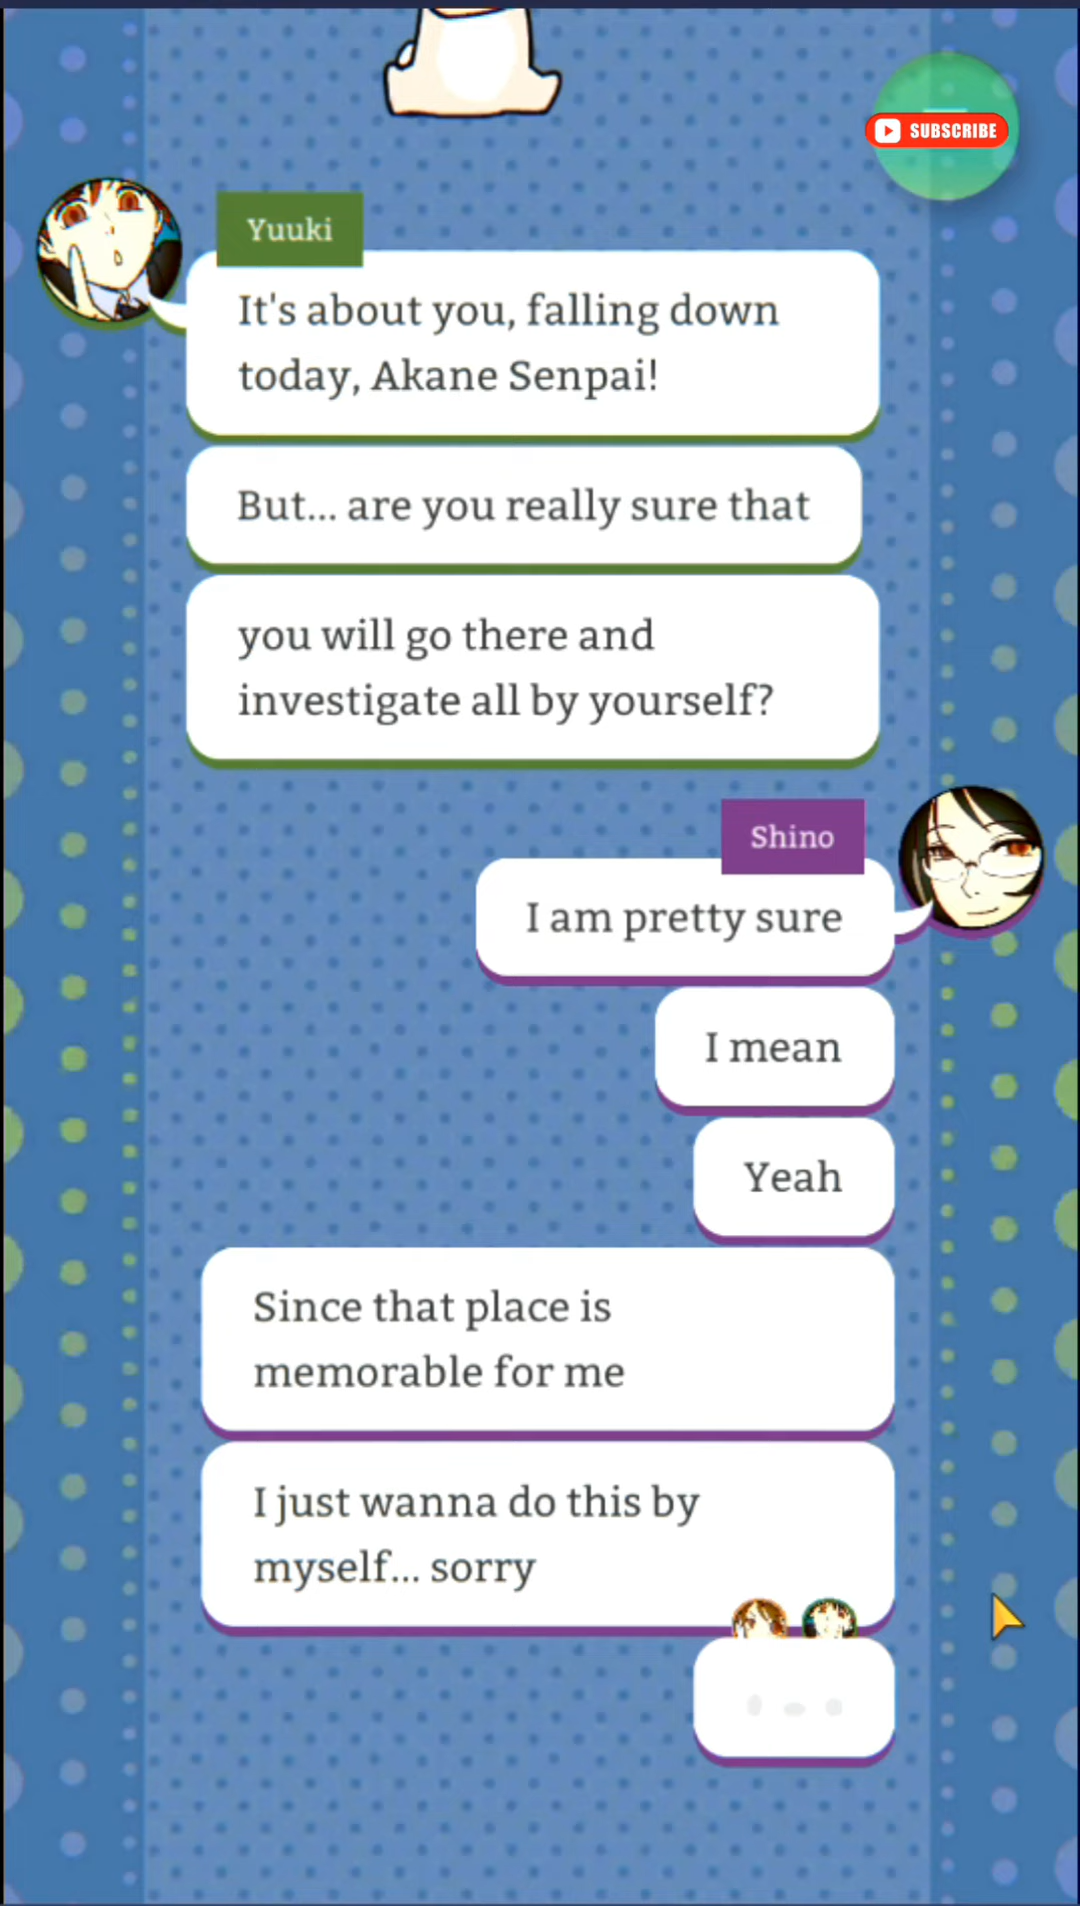 SUBSCRIBE
Yuuki
It's about you, falling down
today, Akane Senpai!
But... are you really sure that
you will go there and
investigate all by yourself?
Shino
I am pretty sure
I mean
Yeah
Since that place is
memorable for me
I just wanna do this by
myself... sorry